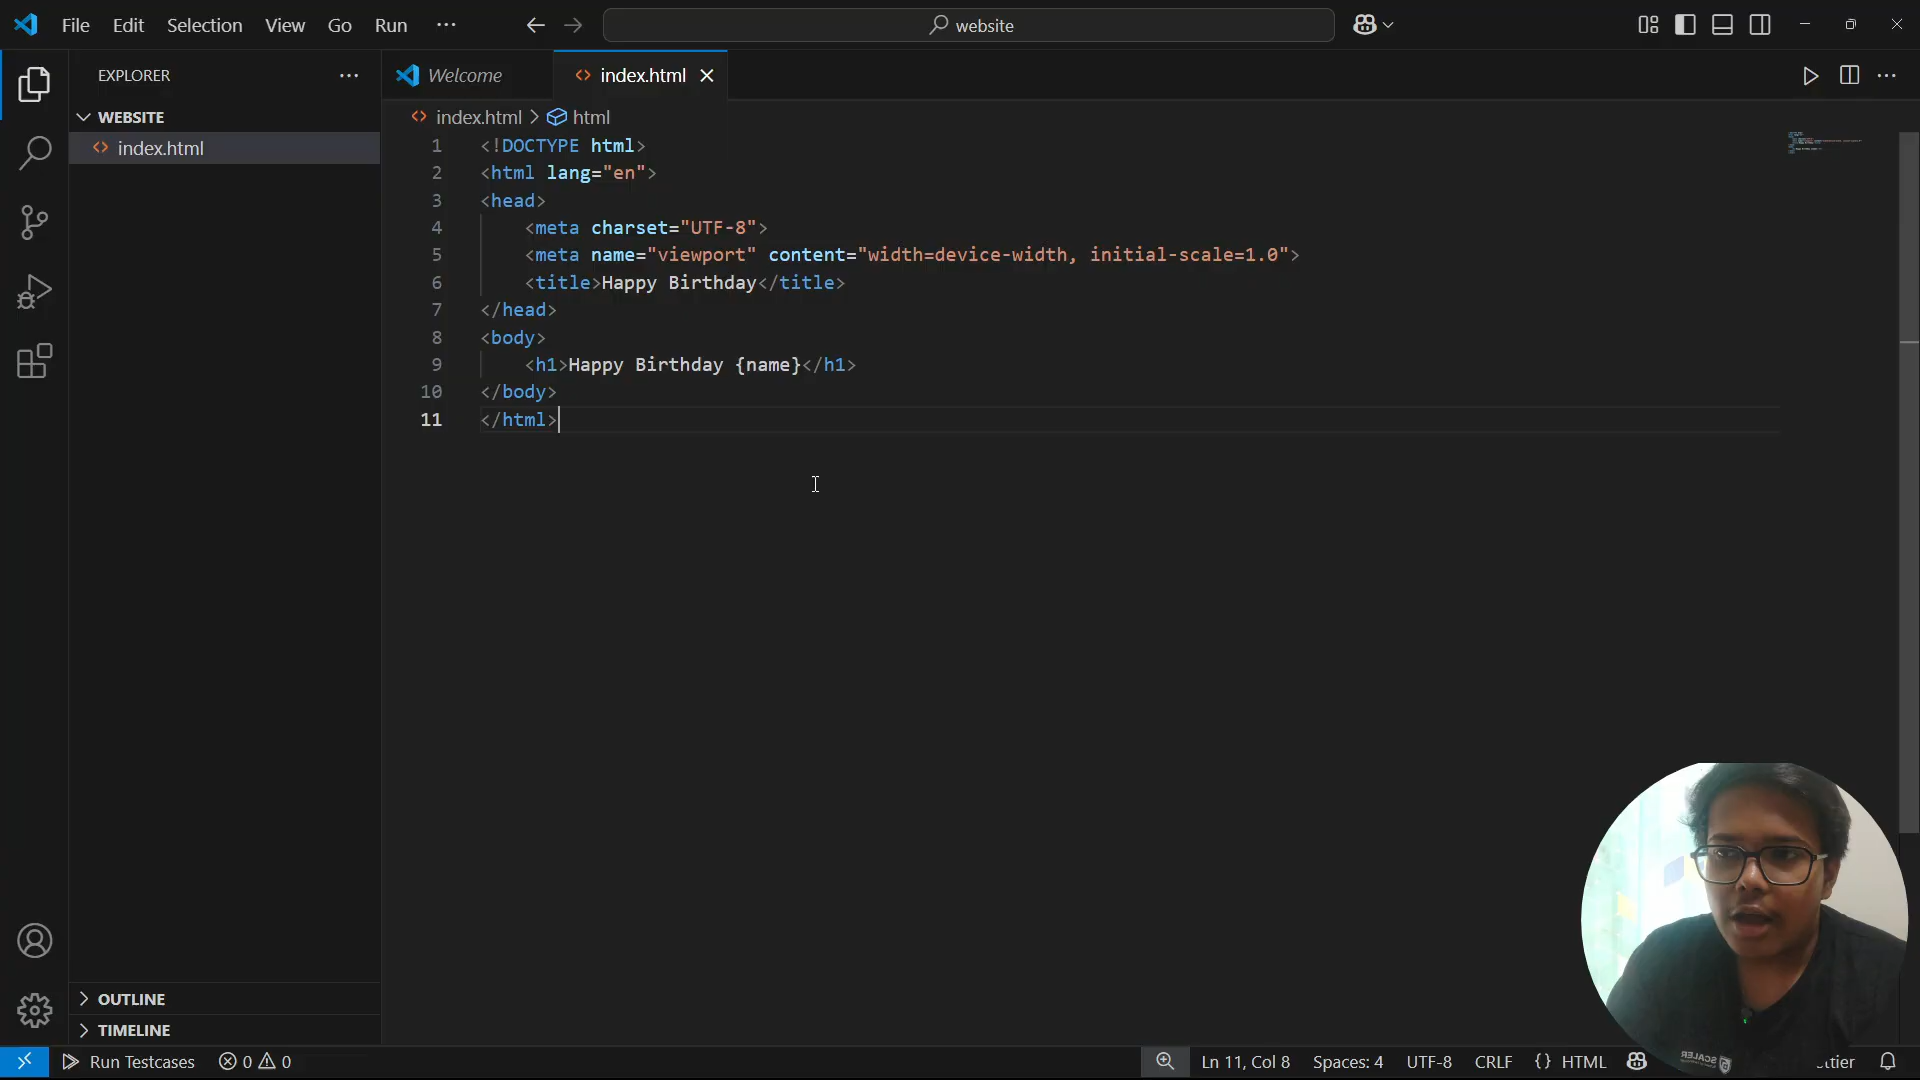 File Edit Selection View Go Run ··· website
EXPLORER ···
WEBSITE
index.html
Welcome index.html
index.html > html
1 <!DOCTYPE html>
2 <html lang="en">
3 <head>
4 <meta charset="UTF-8">
5 <meta name="viewport" content="width=device-width, initial-scale=1.0">
6 <title>Happy Birthday</title>
7 </head>
8 <body>
9 <h1>Happy Birthday {name}</h1>
10 </body>
11 </html>
OUTLINE
TIMELINE
Run Testcases 0 0 Ln 11, Col 8 Spaces: 4 UTF-8 CRLF {} HTML
SCALER